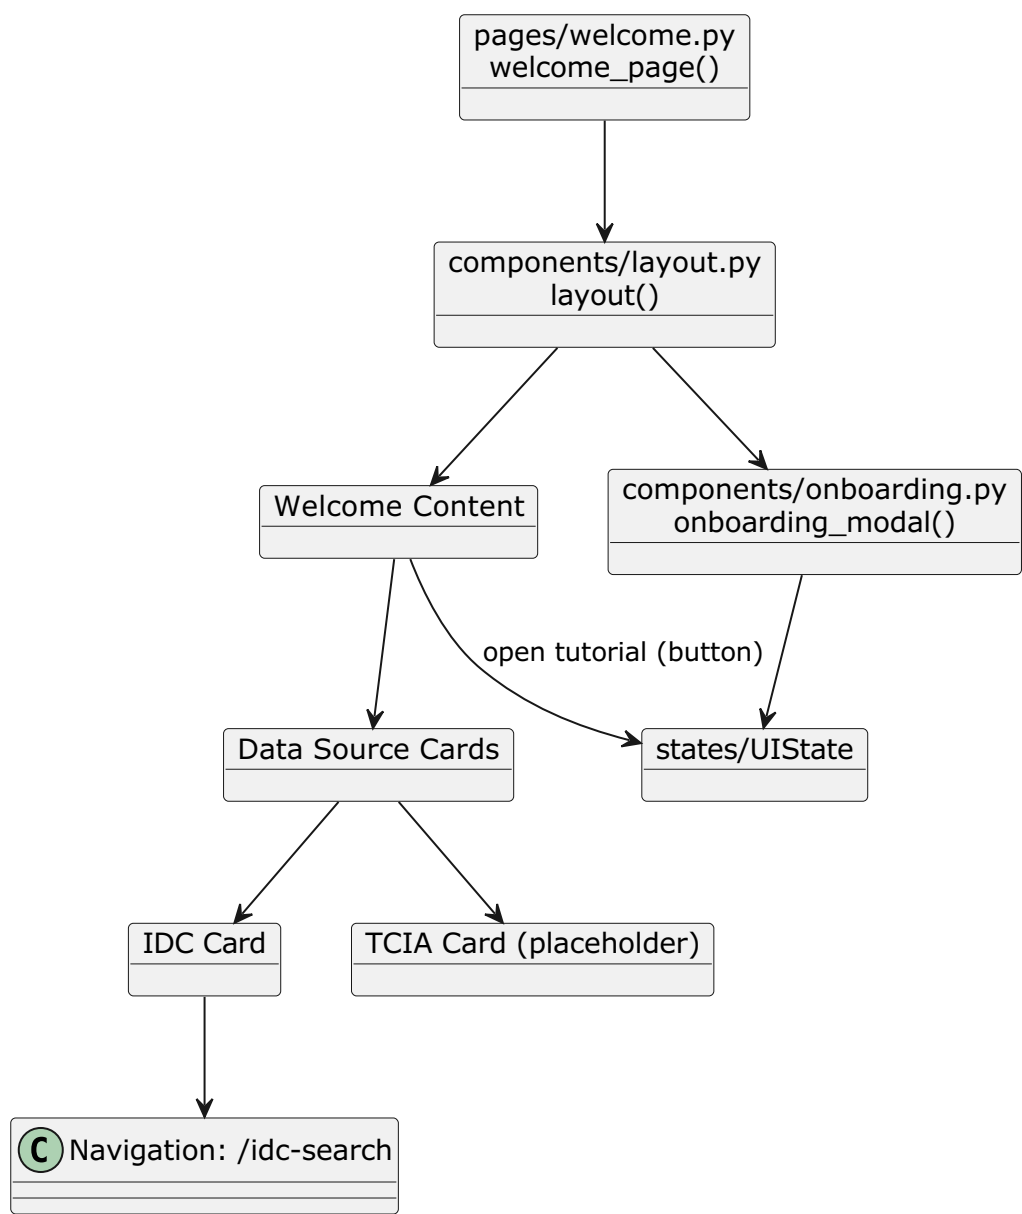 pages/welcome.py
welcome_page()
components/layout.py
layout()
Welcome Content
components/onboarding.py
onboarding_modal()
open tutorial (button)
Data Source Cards
states/UIState
IDC Card
TCIA Card (placeholder)
C Navigation: /idc-search